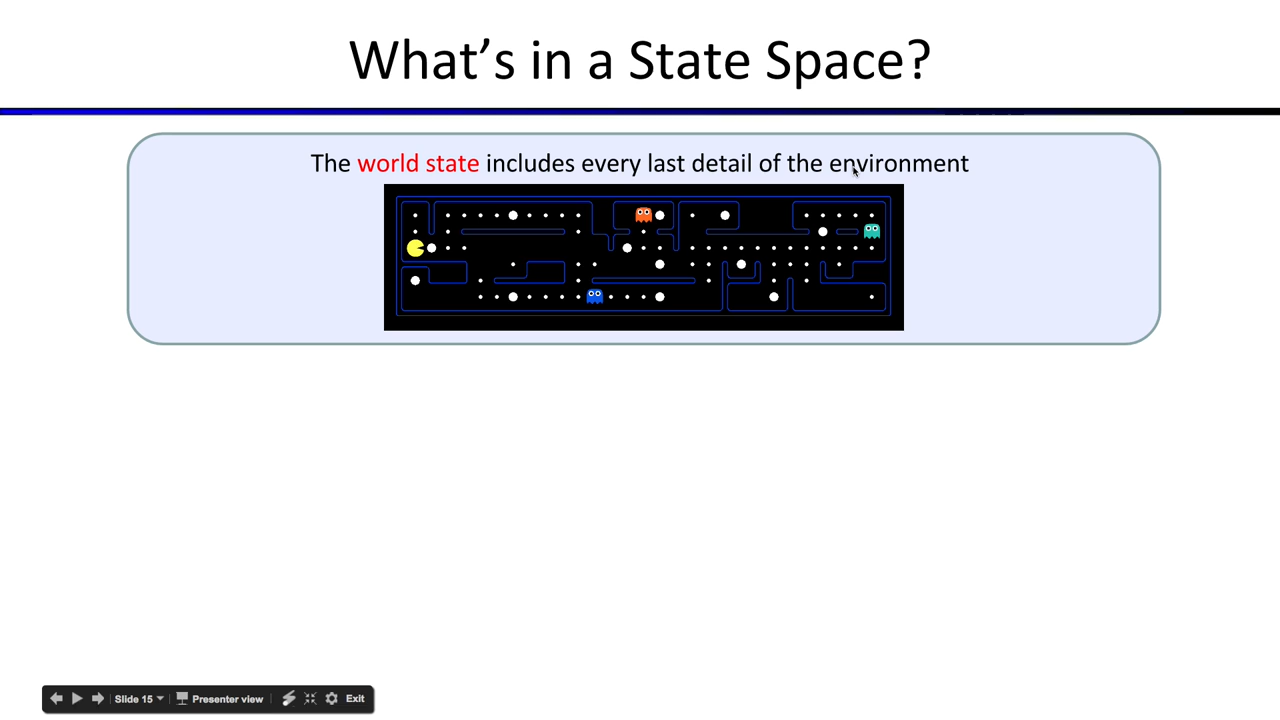 What's in a State Space?
The world state includes every last detail of the environment
Slide 15 Presenter view Exit